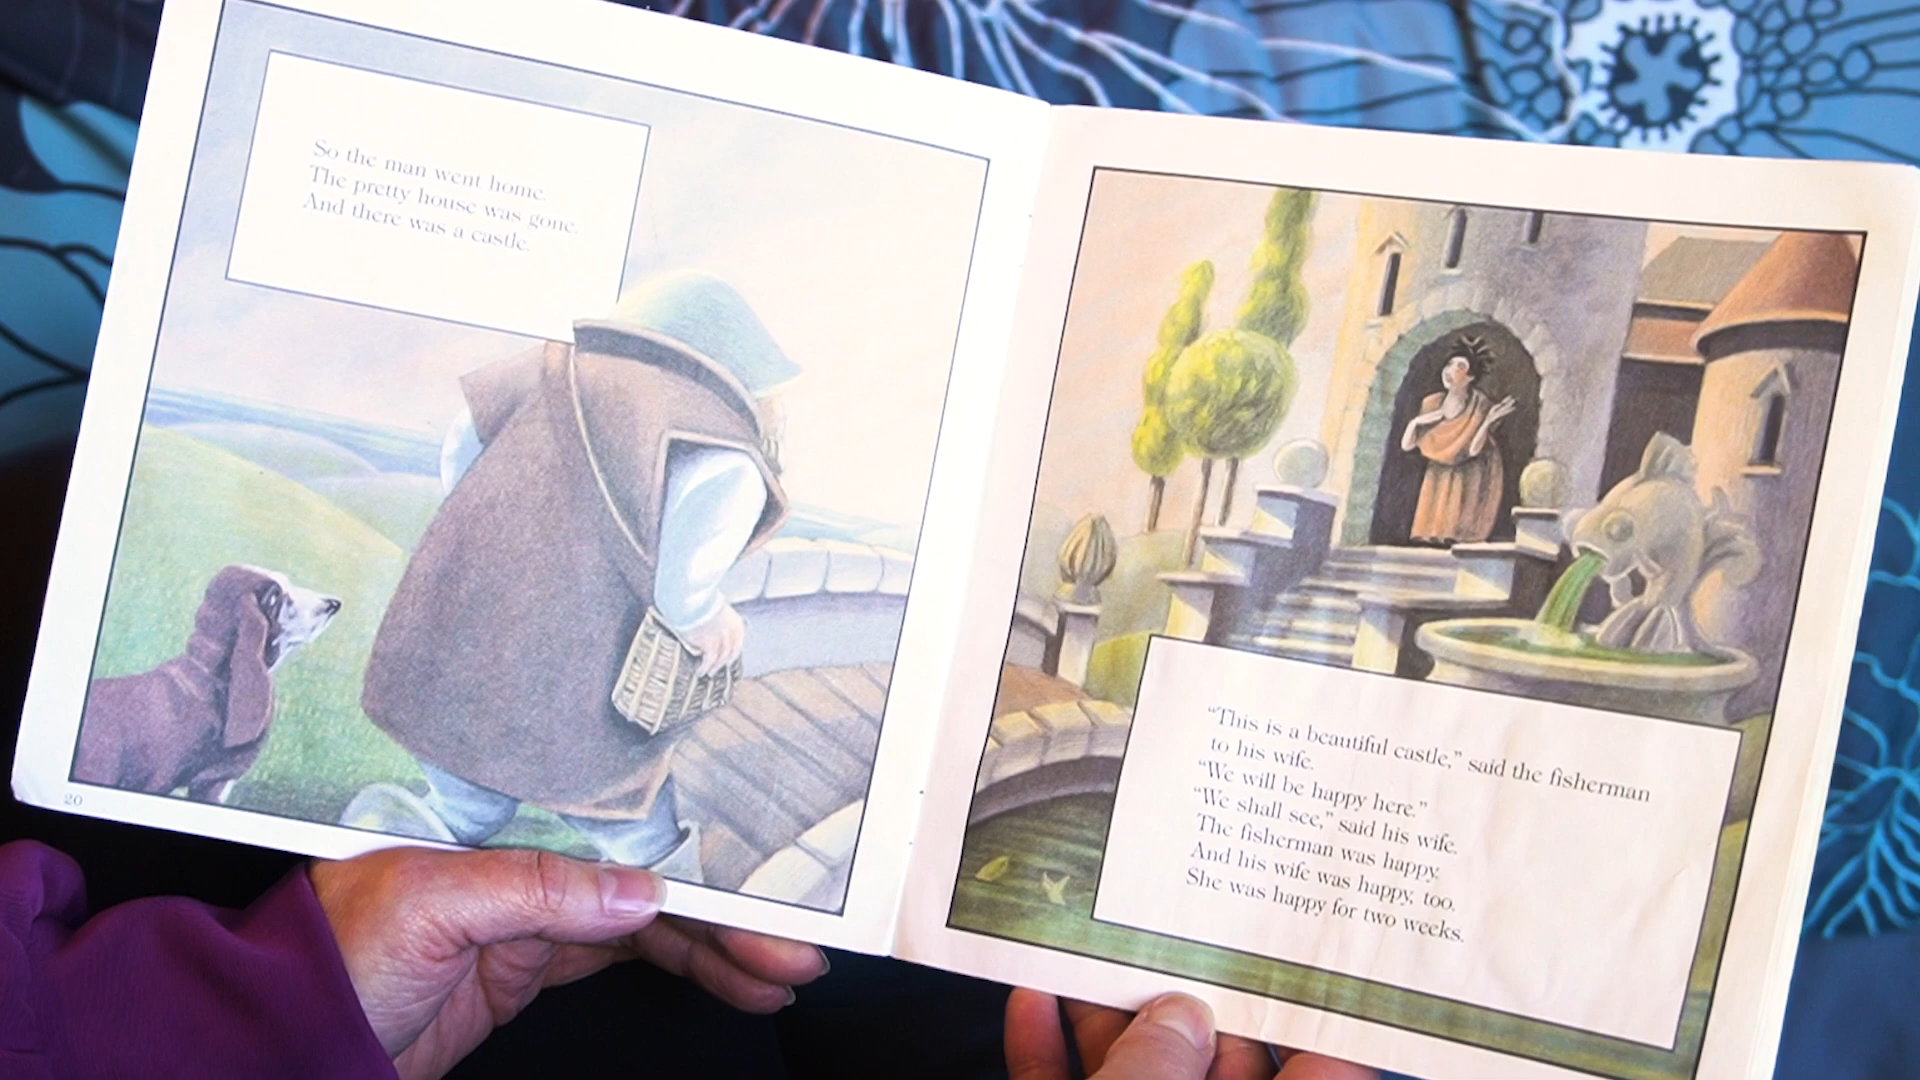 So the man went home.
The pretty house was gone.
And there was a castle.
20
“This is a beautiful castle,” said the fisherman
to his wife.
“We will be happy here.”
“We shall see,” said his wife.
The fisherman was happy.
And his wife was happy, too.
She was happy for two weeks.